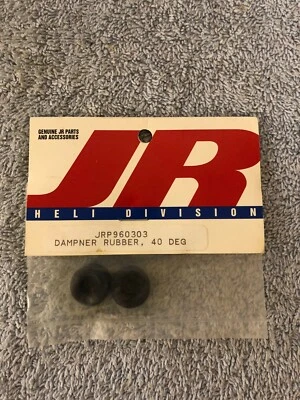 GENUINE JR PARTS
AND ACCESSORIES
JR
HELI DIVISION
JRP960303
DAMPNER RUBBER, 40 DEG